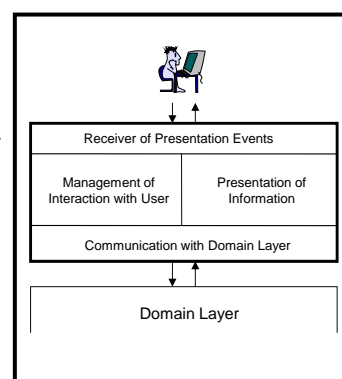 Receiver of Presentation Events
Management of
Interaction with User
Presentation of
Information
Communication with Domain Layer
Domain Layer